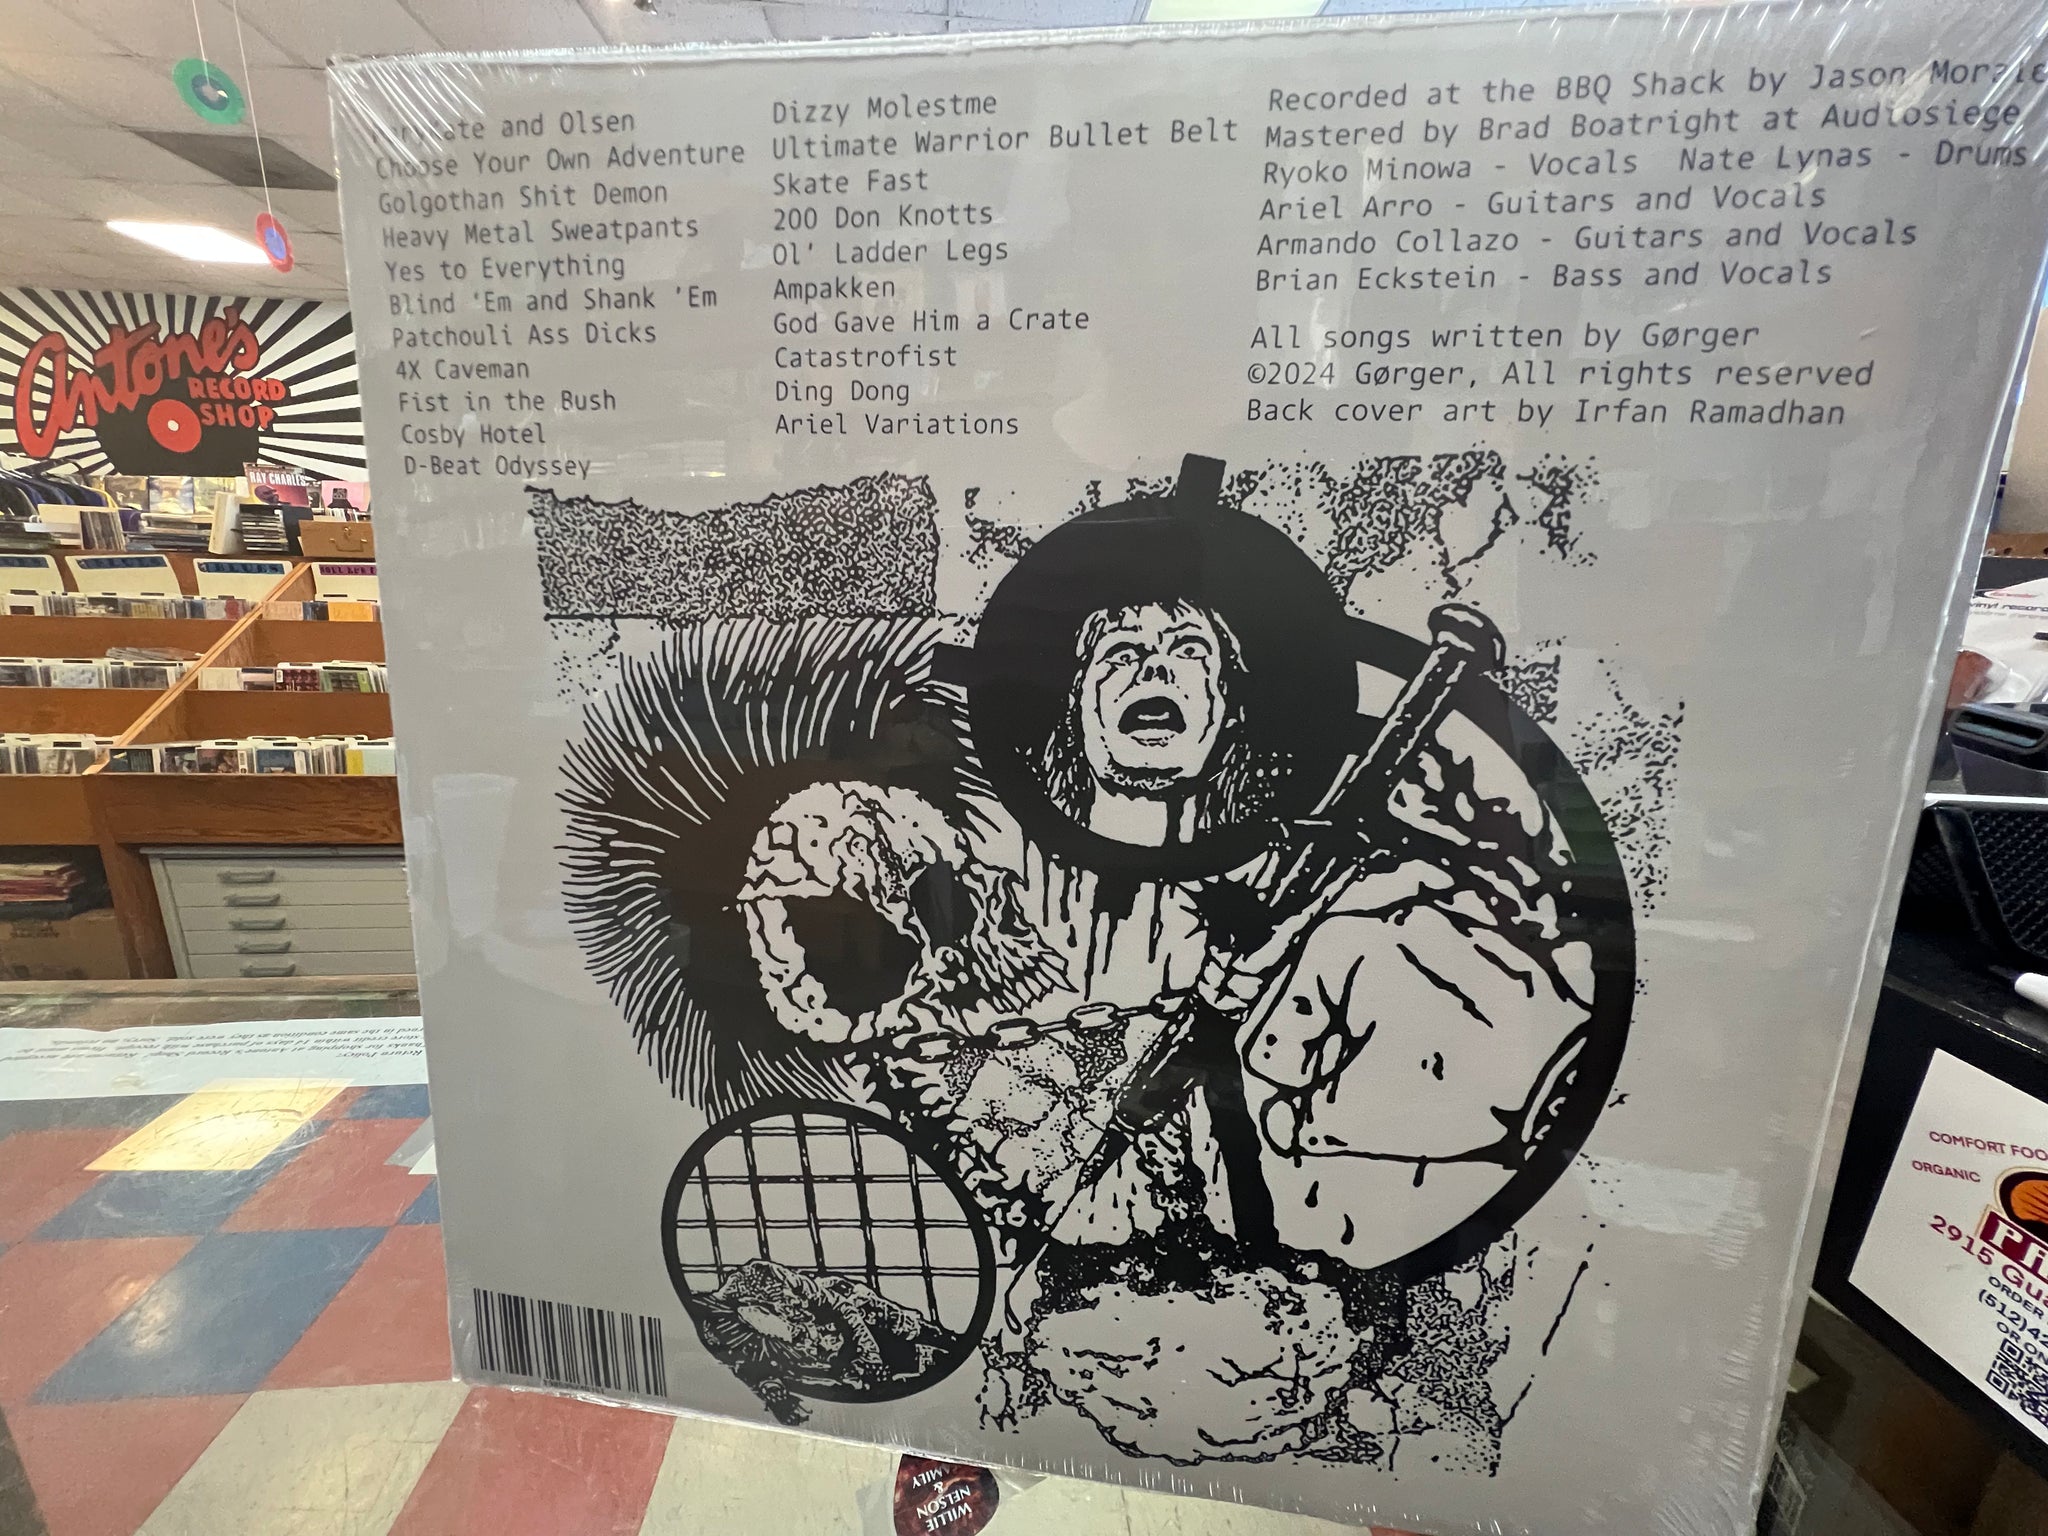 and Olsen
Choose Your Own Adventure
Golgothan Shit Demon
Heavy Metal Sweatpants
Yes to Everything
Blind 'Em and Shank 'Em
Patchouli Ass Dicks
4X Caveman
Fist in the Bush
Cosby Hotel
D-Beat Odyssey
Dizzy Molestme
Ultimate Warrior Bullet Belt
Skate Fast
200 Don Knotts
Ol' Ladder Legs
Ampakken
God Gave Him a Crate
Catastrofist
Ding Dong
Ariel Variations
Recorded at the BBQ Shack by Jason
Mastered by Brad Boatright at Audiosiege
Ryoko Minowa - Vocals Nate Lynas - Drums
Ariel Arro - Guitars and Vocals
Armando Collazo - Guitars and Vocals
Brian Eckstein - Bass and Vocals
All songs written by Gørger
©2024 Gørger, All rights reserved
Back cover art by Irfan Ramadhan
Antone's
RECORD
SHOP
RAY CHARLES
BLUES
WILLIE
NELSON
&
FAMILY
COMFORT
ORGANIC
2915
ORDER
(512)